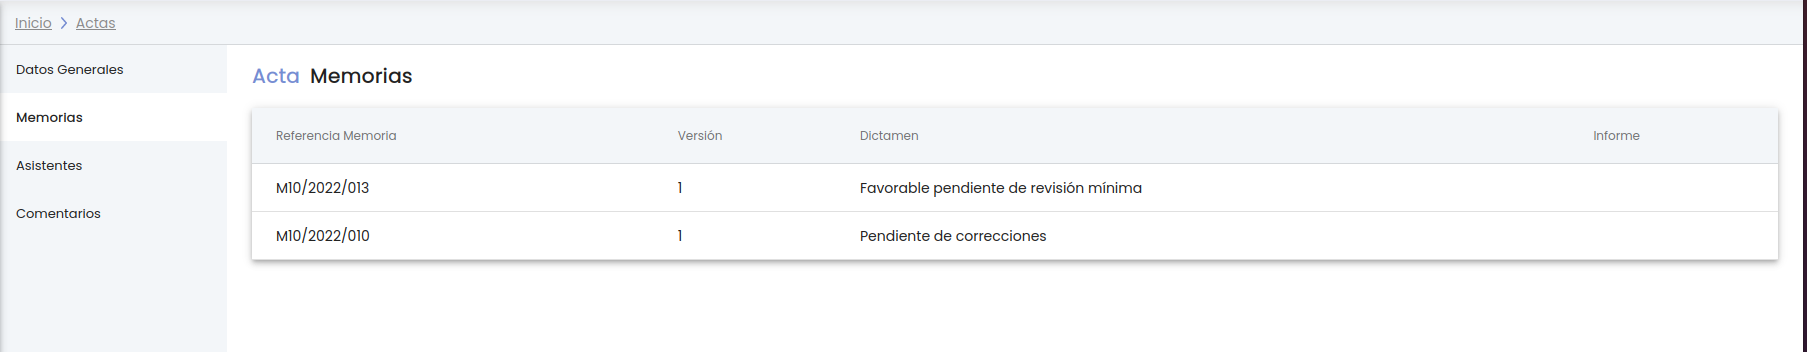 Inicio > Actas
Datos Generales
Memorias
Asistentes
Comentarios
Acta Memorias
Referencia Memoria Versión Dictamen Informe
M10/2022/013 1 Favorable pendiente de revisión mínima
M10/2022/010 1 Pendiente de correcciones